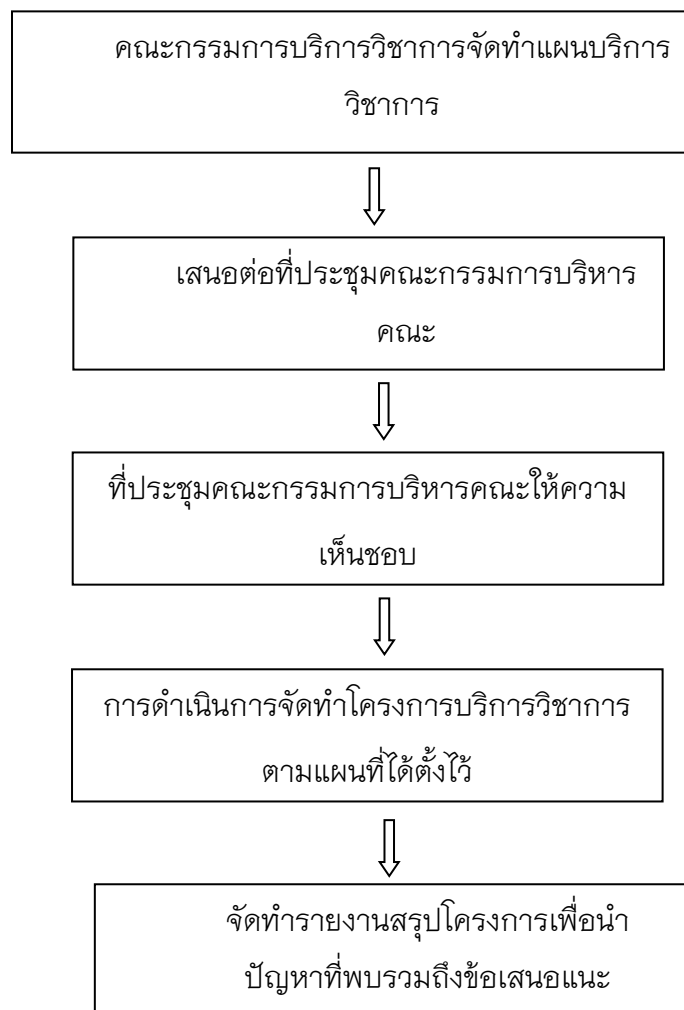 คณะกรรมการบริการวิชาการจัดทำแผนบริการ
วิชาการ
เสนอต่อที่ประชุมคณะกรรมการบริหาร
คณะ
ที่ประชุมคณะกรรมการบริหารคณะให้ความ
เห็นชอบ
การดำเนินการจัดทำโครงการบริการวิชาการ
ตามแผนที่ได้ตั้งไว้
จัดทำรายงานสรุปโครงการเพื่อนำ
ปัญหาที่พบรวมถึงข้อเสนอแนะ